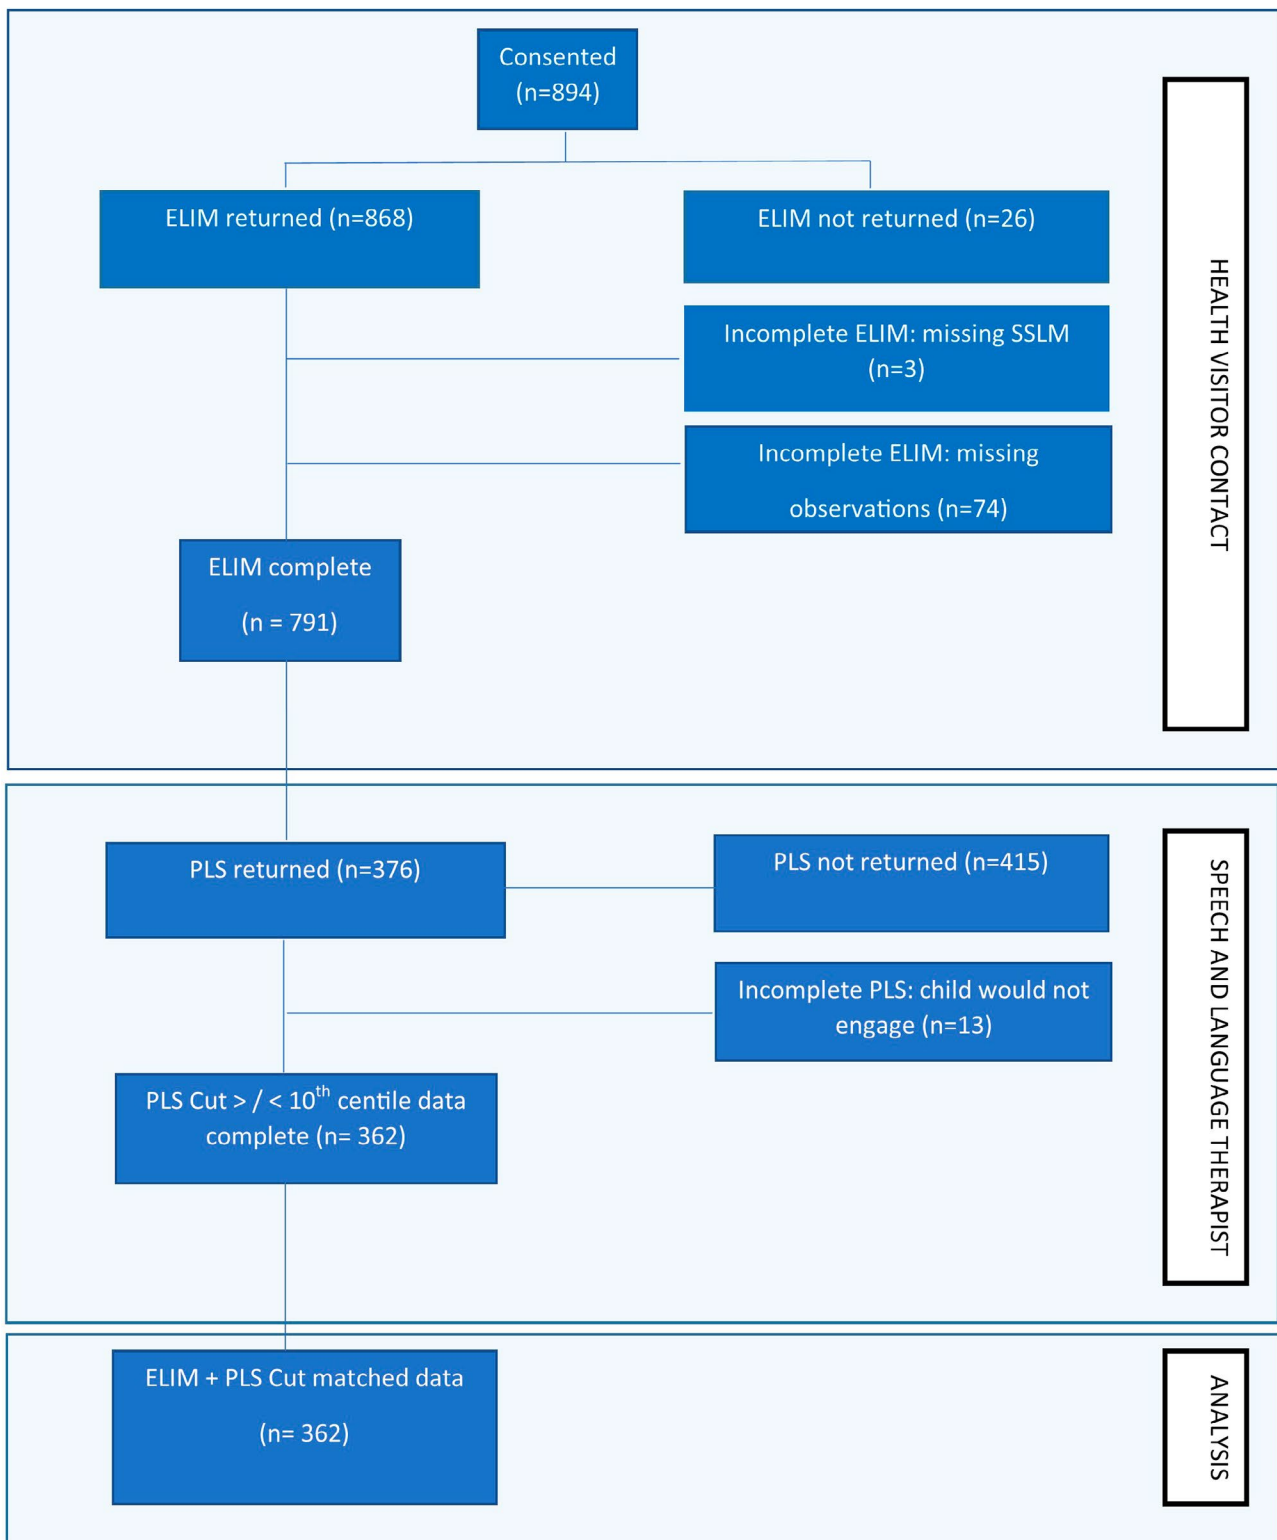 Consented
(n=894)
ELIM returned (n=868)
ELIM not returned (n=26)
Incomplete ELIM: missing SSLM
(n=3)
Incomplete ELIM: missing
observations (n=74)
ELIM complete
(n = 791)
HEALTH VISITOR CONTACT
PLS returned (n=376)
PLS not returned (n=415)
Incomplete PLS: child would not
engage (n=13)
PLS Cut > / < 10th centile data
complete (n= 362)
SPEECH AND LANGUAGE THERAPIST
ELIM + PLS Cut matched data
(n= 362)
ANALYSIS